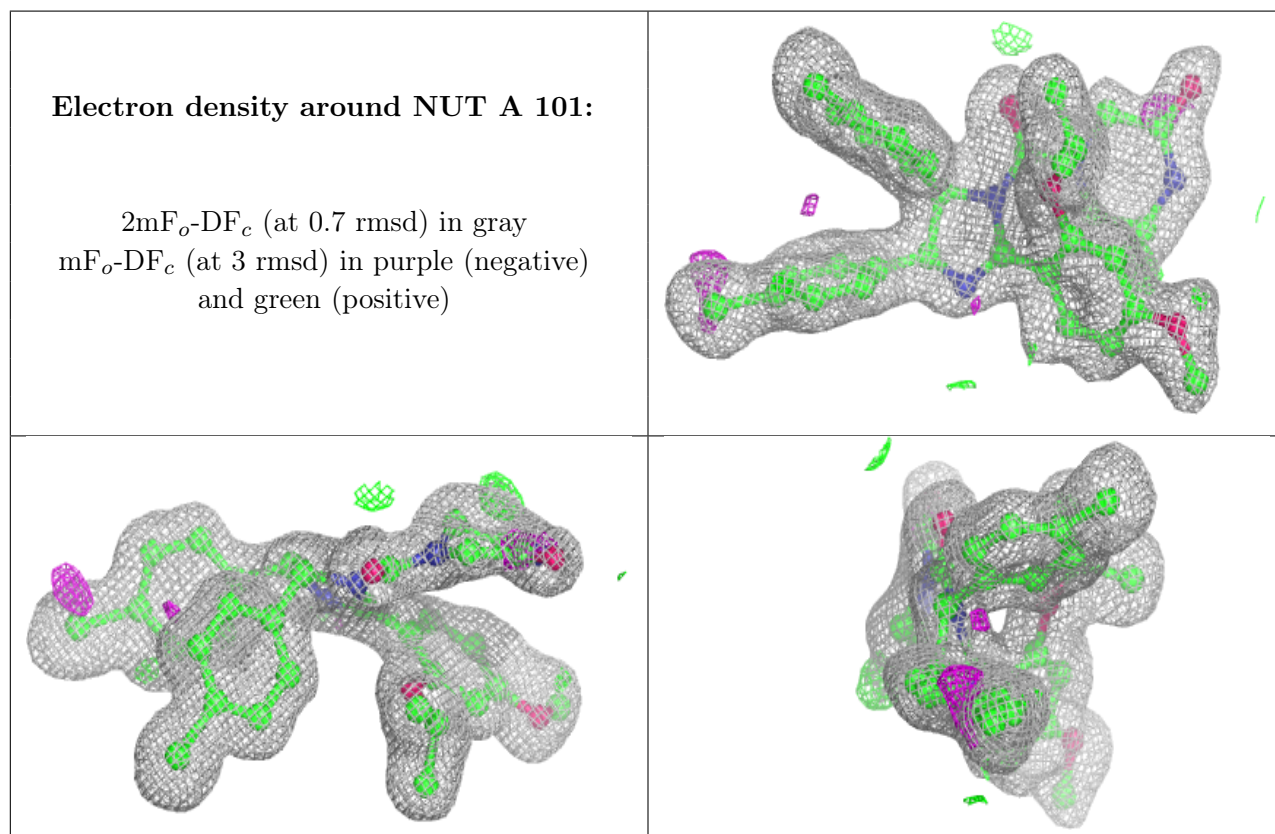 Electron density around NUT A 101:
2mFₒ-DF𝒸 (at 0.7 rmsd) in gray
mFₒ-DF𝒸 (at 3 rmsd) in purple (negative)
and green (positive)